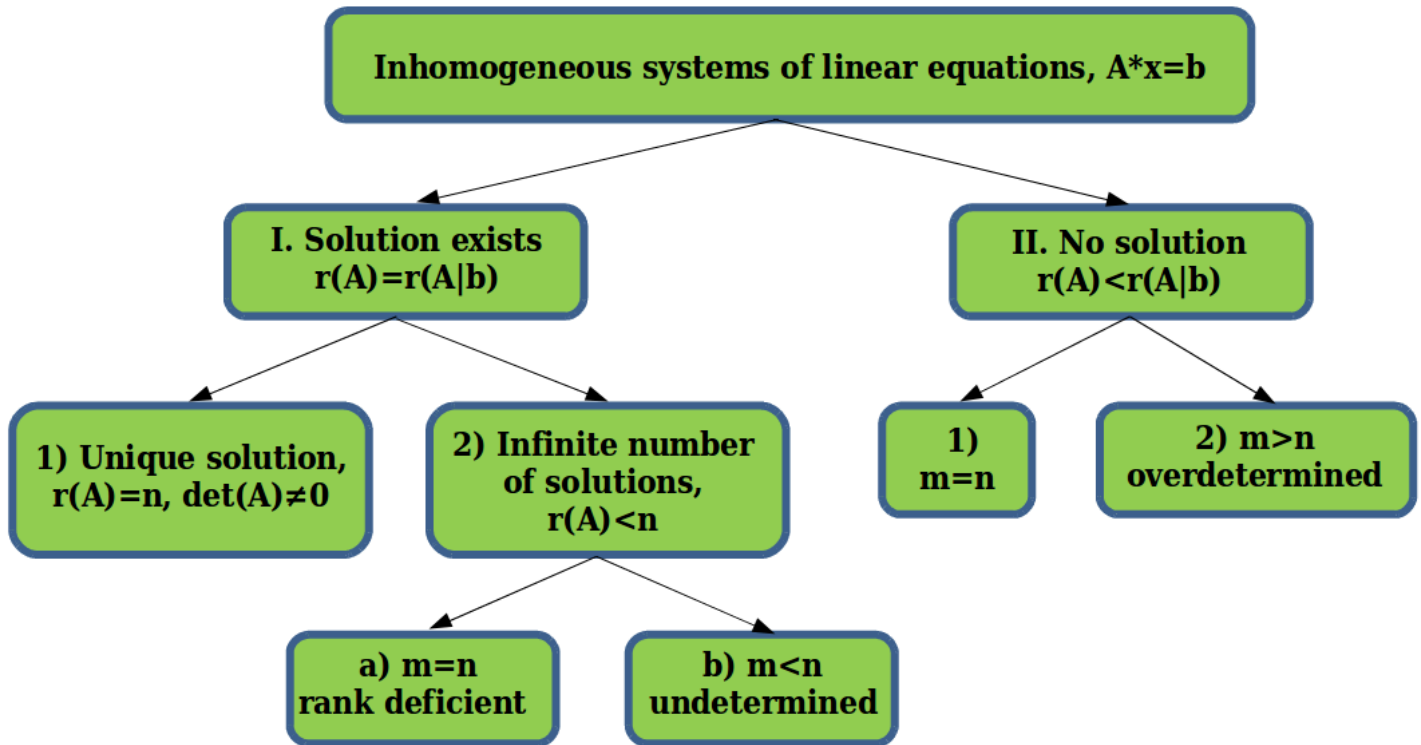 Inhomogeneous systems of linear equations, A*x=b
I. Solution exists
r(A)=r(A|b)
II. No solution
r(A)<r(A|b)
1) Unique solution,
r(A)=n, det(A)≠0
2) Infinite number
of solutions,
r(A)<n
1)
m=n
2) m>n
overdetermined
a) m=n
rank deficient
b) m<n
undetermined